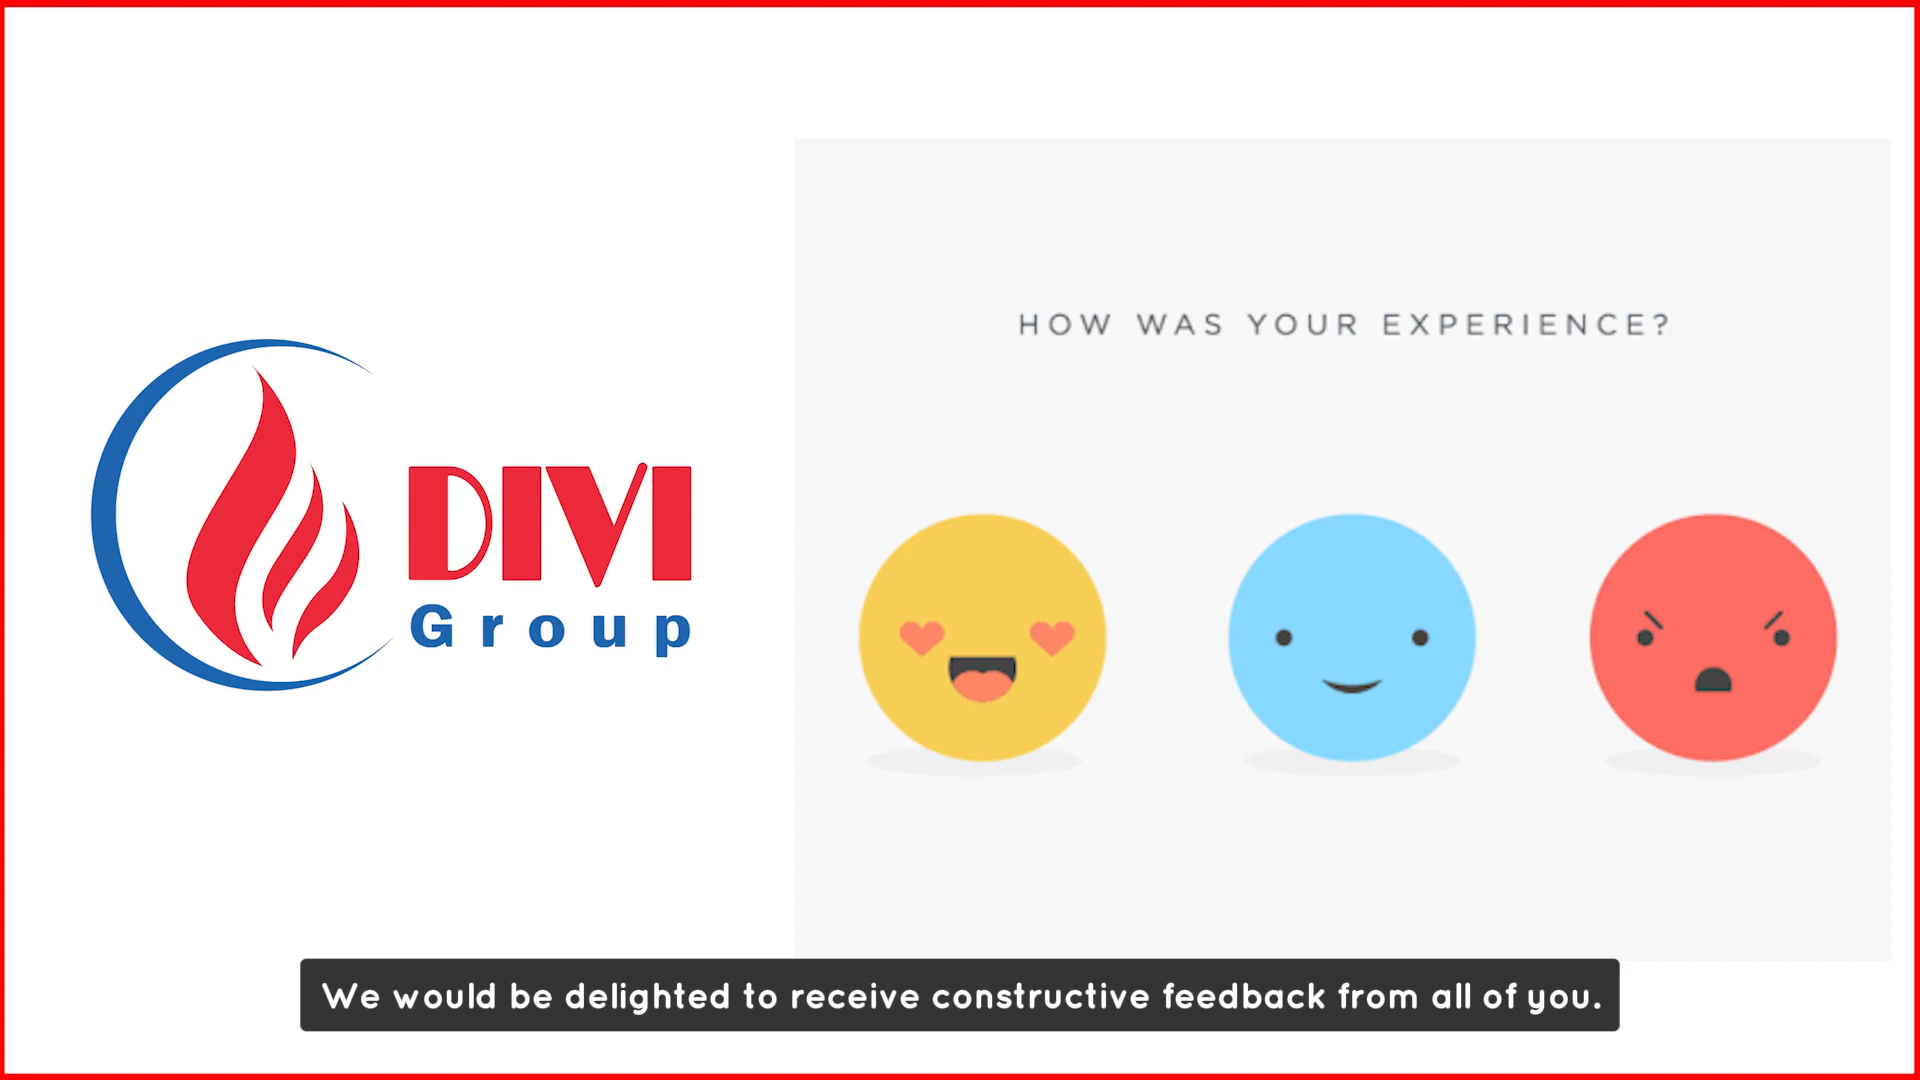 DIVI
Group
HOW WAS YOUR EXPERIENCE?
We would be delighted to receive constructive feedback from all of you.